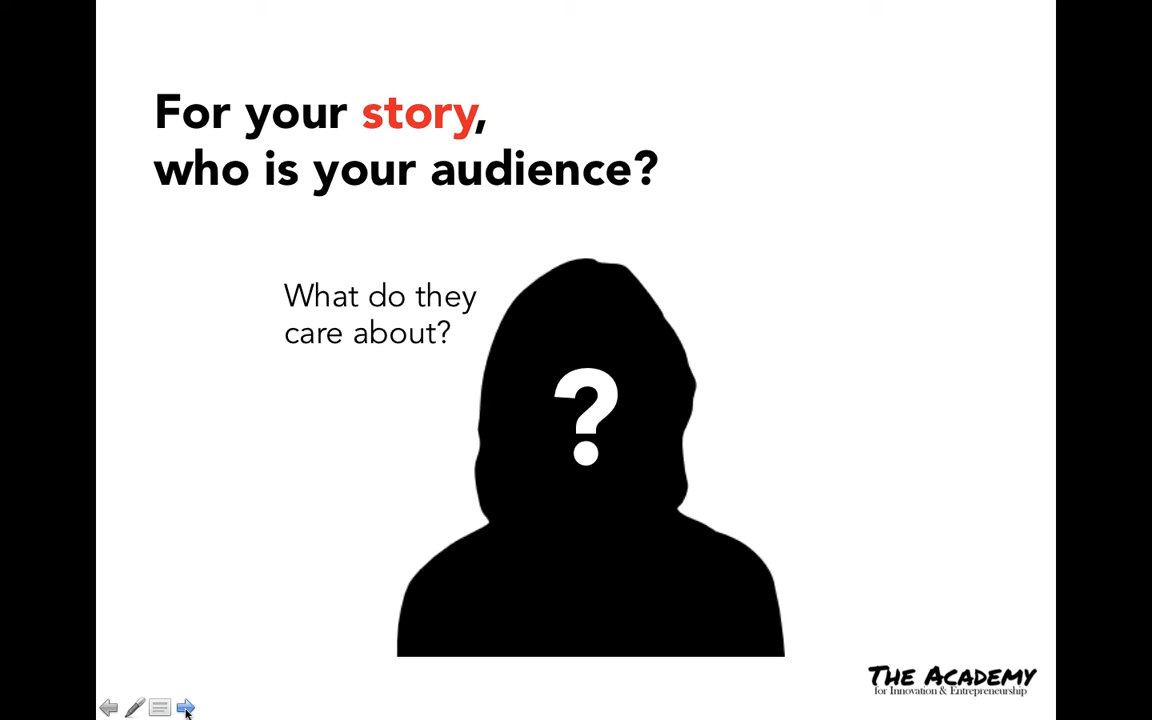 For your story,
who is your audience?
What do they
care about?
?
The Academy
for Innovation & Entrepreneurship